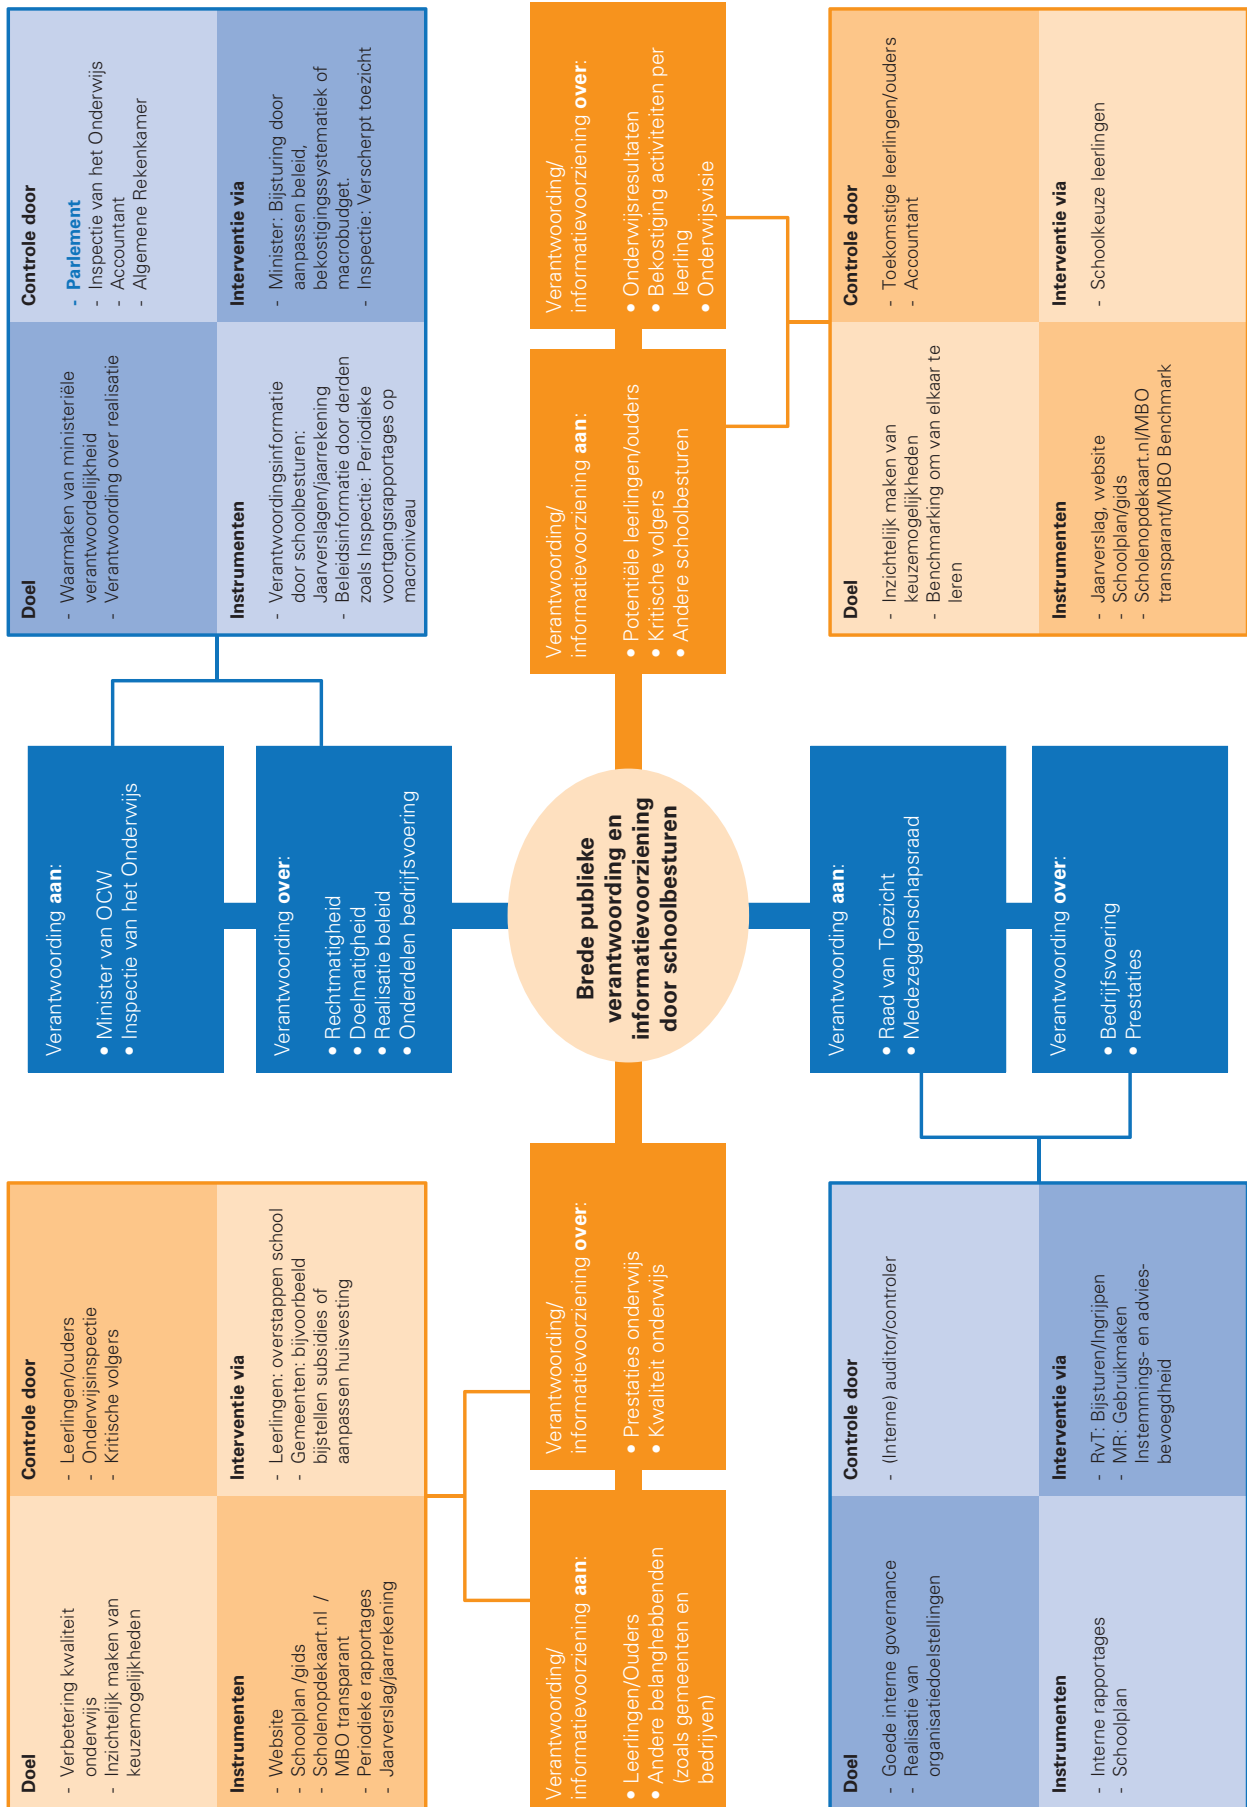 Doel
- Verbetering kwaliteit
onderwijs
- Inzichtelijk maken van
keuzemogelijkheden
Controle door
- Leerlingen/ouders
- Onderwijsinspectie
- Kritische volgers
Instrumenten
- Website
- Schoolplan /gids
- Scholenopdekaart.nl /
MBO transparant
- Periodieke rapportages
- Jaarverslag/jaarrekening
Interventie via
- Leerlingen: overstappen school
- Gemeenten: bijvoorbeeld
bijstellen subsidies of
aanpassen huisvesting
Verantwoording aan:
• Minister van OCW
• Inspectie van het Onderwijs
Verantwoording over:
• Rechtmatigheid
• Doelmatigheid
• Realisatie beleid
• Onderdelen bedrijfsvoering
Doel
- Waarmaken van ministeriële
verantwoordelijkheid
- Verantwoording over realisatie
Controle door
- Parlement
- Inspectie van het Onderwijs
- Accountant
- Algemene Rekenkamer
Instrumenten
- Verantwoordingsinformatie
door schoolbesturen:
Jaarverslagen/jaarrekening
- Beleidsinformatie door derden
zoals Inspectie: Periodieke
voortgangsrapportages op
macroniveau
Interventie via
- Minister: Bijsturing door
aanpassen beleid,
bekostigingssystematiek of
macrobudget.
- Inspectie: Verscherpt toezicht
Verantwoording/
informatievoorziening aan:
• Leerlingen/Ouders
• Andere belanghebbenden
(zoals gemeenten en
bedrijven)
Verantwoording/
informatievoorziening over:
• Prestaties onderwijs
• Kwaliteit onderwijs
Brede publieke
verantwoording en
informatievoorziening
door schoolbesturen
Verantwoording/
informatievoorziening aan:
• Potentiële leerlingen/ouders
• Kritische volgers
• Andere schoolbesturen
Verantwoording/
informatievoorziening over:
• Onderwijsresultaten
• Bekostiging activiteiten per
leerling
• Onderwijsvisie
Doel
- Goede interne governance
- Realisatie van
organisatiedoelstellingen
Controle door
- (Interne) auditor/controler
Instrumenten
- Interne rapportages
- Schoolplan
Interventie via
- RvT: Bijsturen/Ingrijpen
- MR: Gebruikmaken
Instemmings- en advies-
bevoegdheid
Verantwoording aan:
• Raad van Toezicht
• Medezeggenschapsraad
Verantwoording over:
• Bedrijfsvoering
• Prestaties
Doel
- Inzichtelijk maken van
keuzemogelijkheden
- Benchmarking om van elkaar te
leren
Controle door
- Toekomstige leerlingen/ouders
- Accountant
Instrumenten
- Jaarverslag, website
- Schoolplan/gids
- Scholenopdekaart.nl/MBO
transparant/MBO Benchmark
Interventie via
- Schoolkeuze leerlingen